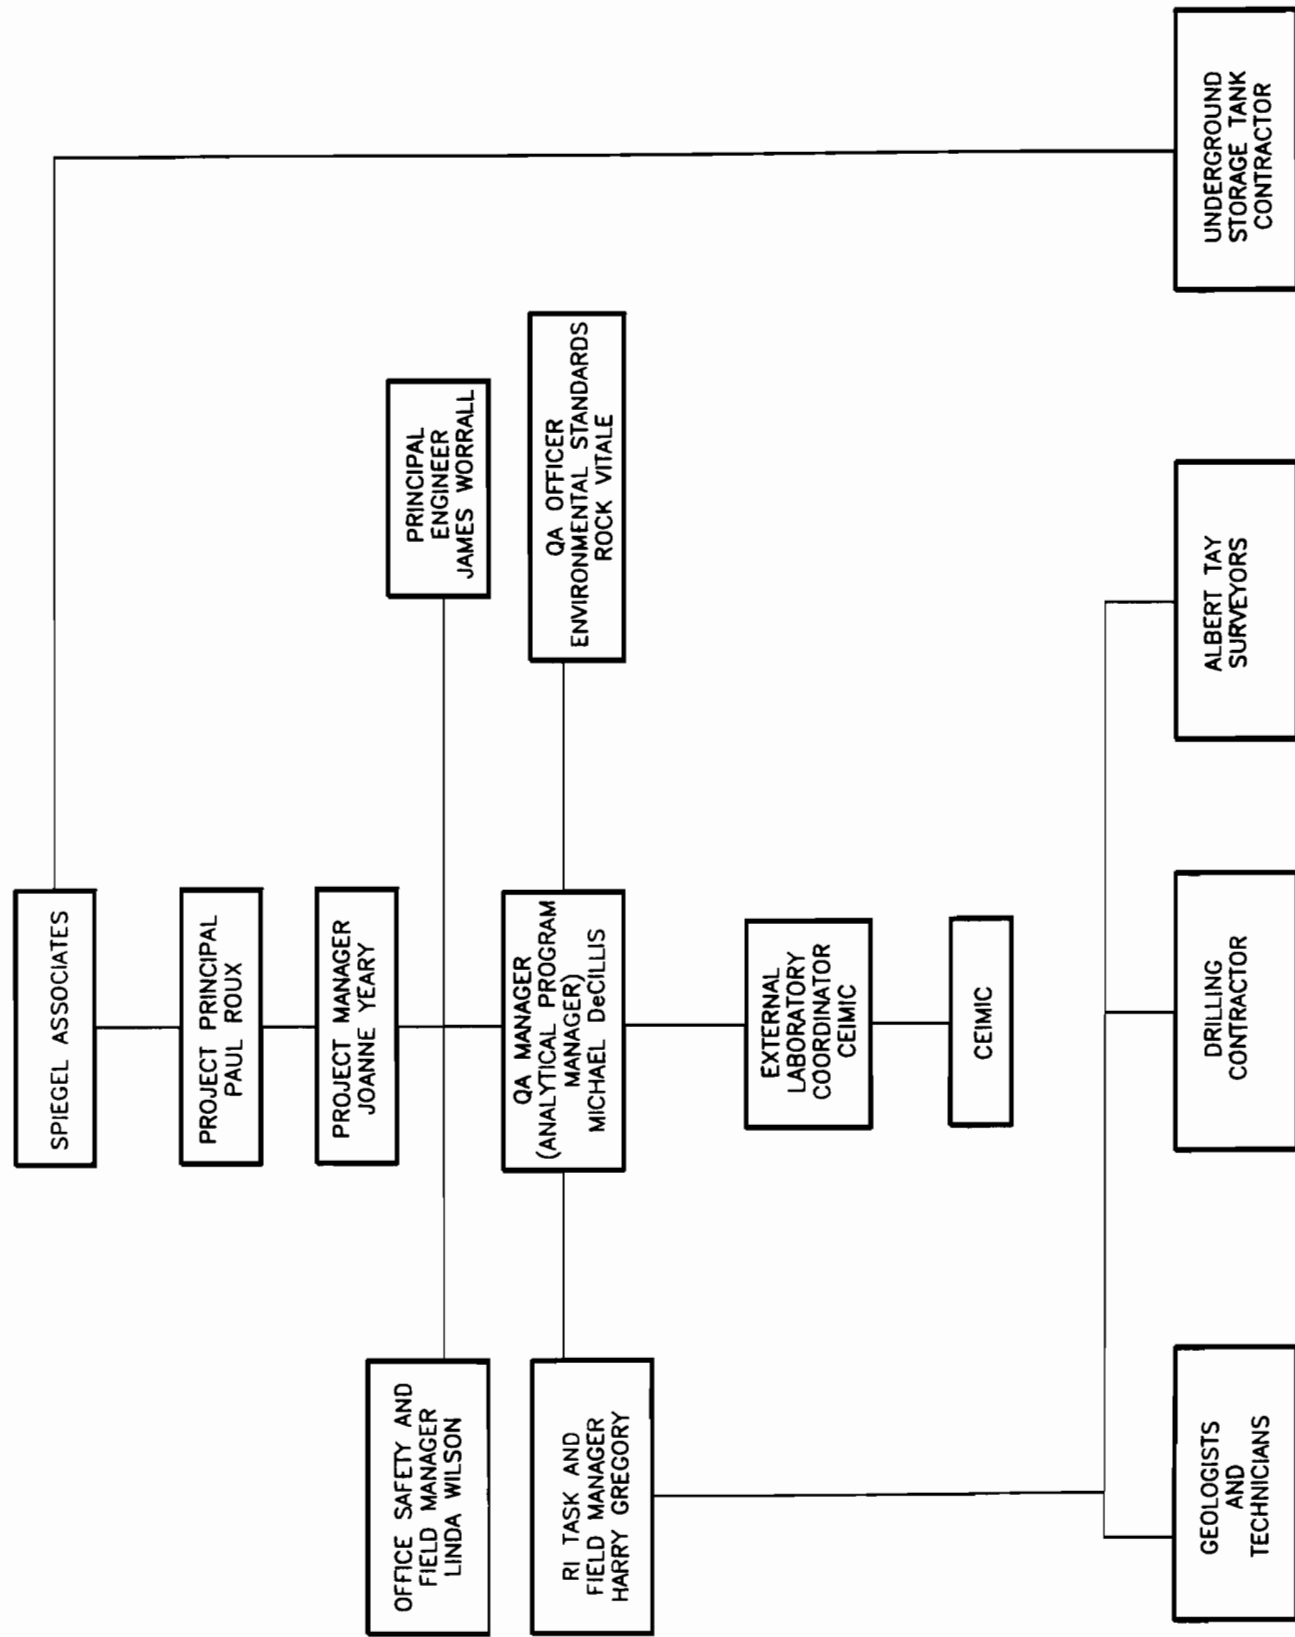 SPIEGEL ASSOCIATES
PROJECT PRINCIPAL
PAUL ROUX
PROJECT MANAGER
JOANNE YEARY
OFFICE SAFETY AND
FIELD MANAGER
LINDA WILSON
PRINCIPAL
ENGINEER
JAMES WORRALL
RI TASK AND
FIELD MANAGER
HARRY GREGORY
QA MANAGER
(ANALYTICAL PROGRAM
MANAGER)
MICHAEL DeCILLIS
QA OFFICER
ENVIRONMENTAL STANDARDS
ROCK VITALE
EXTERNAL
LABORATORY
COORDINATOR
CEIMIC
CEIMIC
GEOLOGISTS
AND
TECHNICIANS
DRILLING
CONTRACTOR
ALBERT TAY
SURVEYORS
UNDERGROUND
STORAGE TANK
CONTRACTOR